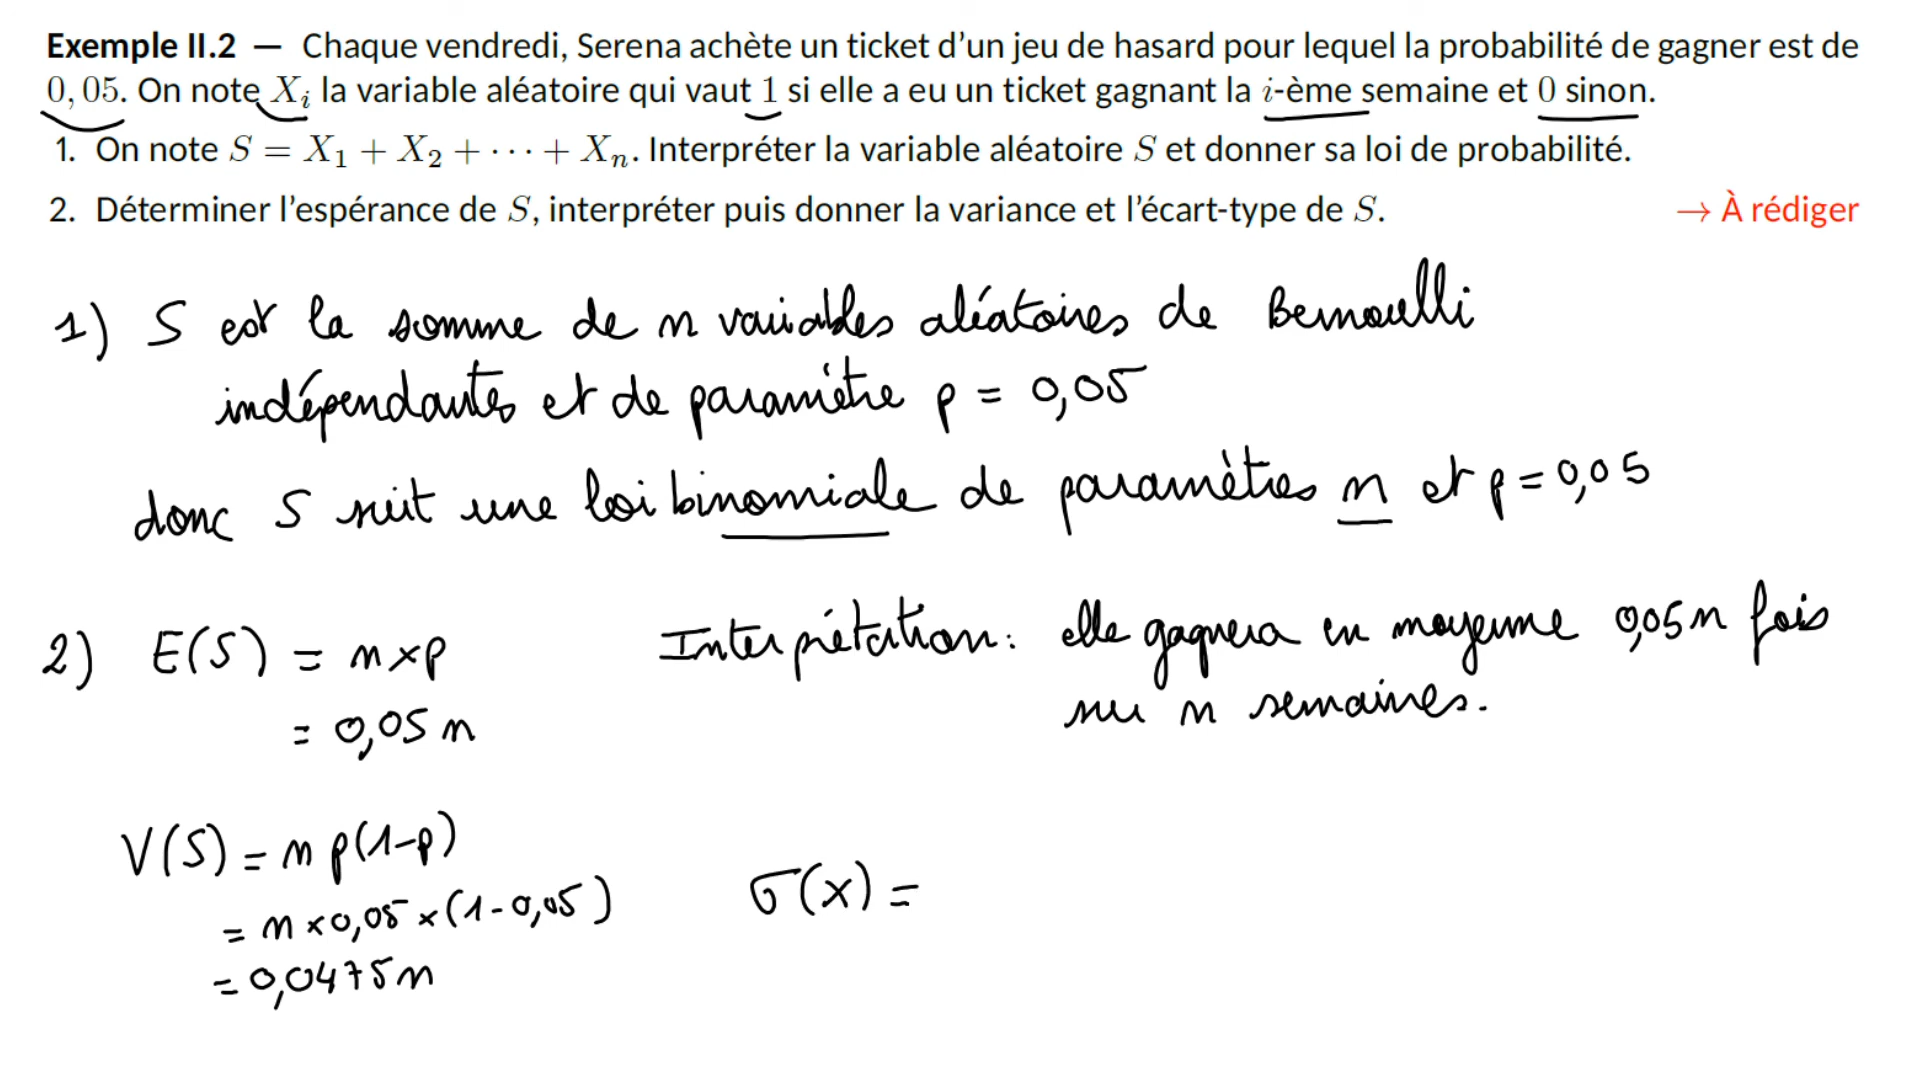 Exemple II.2 — Chaque vendredi, Serena achète un ticket d'un jeu de hasard pour lequel la probabilité de gagner est de
0,05. On note Xᵢ la variable aléatoire qui vaut 1 si elle a eu un ticket gagnant la i-ème semaine et 0 sinon.
1. On note S = X₁ + X₂ + ··· + Xₙ. Interpréter la variable aléatoire S et donner sa loi de probabilité.
2. Déterminer l'espérance de S, interpréter puis donner la variance et l'écart-type de S. → À rédiger
1) S est la somme de n variables aléatoires de Bernoulli
indépendantes et de paramètre p = 0,05
donc S suit une loi binomiale de paramètres n et p = 0,05
2) E(S) = n×p Interprétation : elle gagnera en moyenne 0,05n fois
sur n semaines.
= 0,05 n
V(S) = n p(1-p)
σ(x) =
= n × 0,05 × (1 - 0,05)
= 0,0475 n